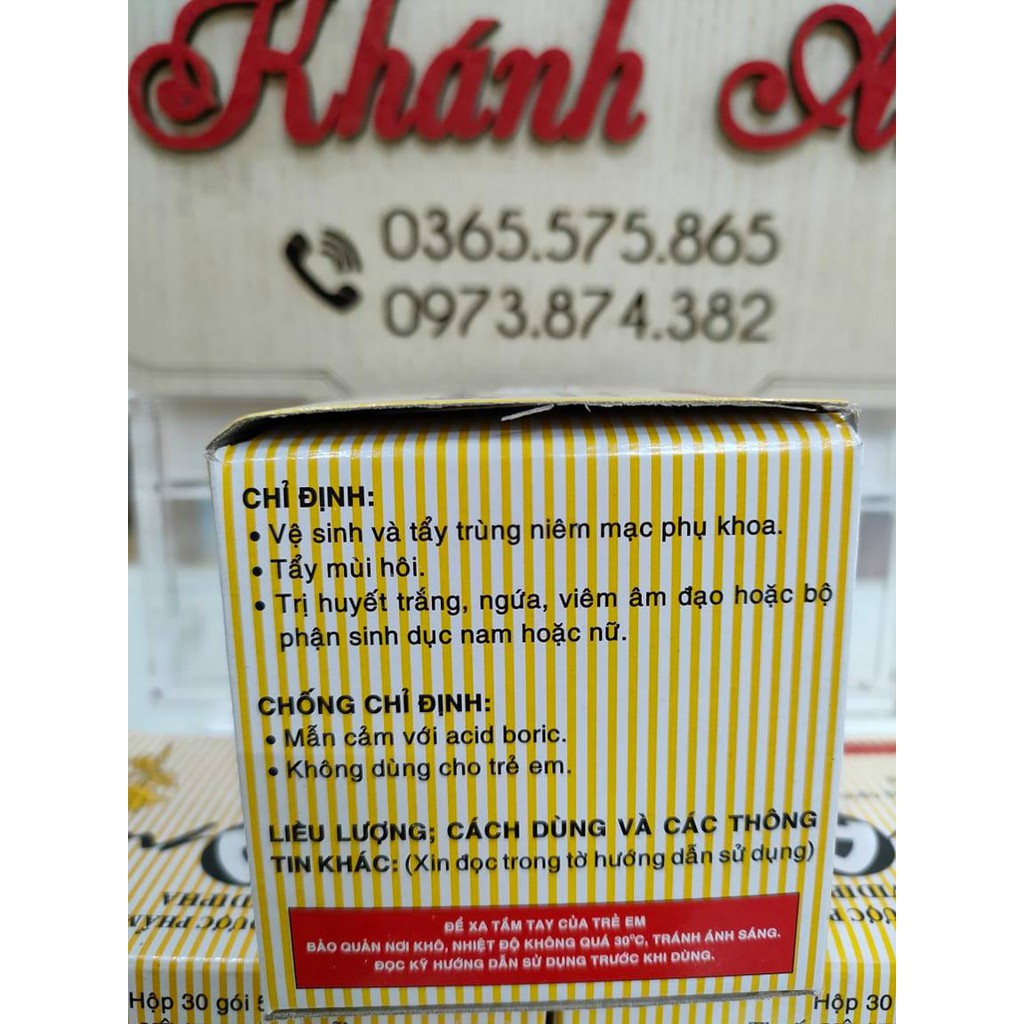 Khánh
0365.575.865
0973.874.382
CHỈ ĐỊNH:
• Vệ sinh và tẩy trùng niêm mạc phụ khoa.
• Tẩy mùi hôi.
• Trị huyết trắng, ngứa, viêm âm đạo hoặc bộ
phận sinh dục nam hoặc nữ.
CHỐNG CHỈ ĐỊNH:
• Mẫn cảm với acid boric.
• Không dùng cho trẻ em.
LIỀU LƯỢNG; CÁCH DÙNG VÀ CÁC THÔNG
TIN KHÁC: (Xin đọc trong tờ hướng dẫn sử dụng)
ĐỂ XA TẦM TAY CỦA TRẺ EM
BẢO QUẢN NƠI KHÔ, NHIỆT ĐỘ KHÔNG QUÁ 30°C, TRÁNH ÁNH SÁNG.
ĐỌC KỸ HƯỚNG DẪN SỬ DỤNG TRƯỚC KHI DÙNG.
Hộp 30 gói
Hộp 30